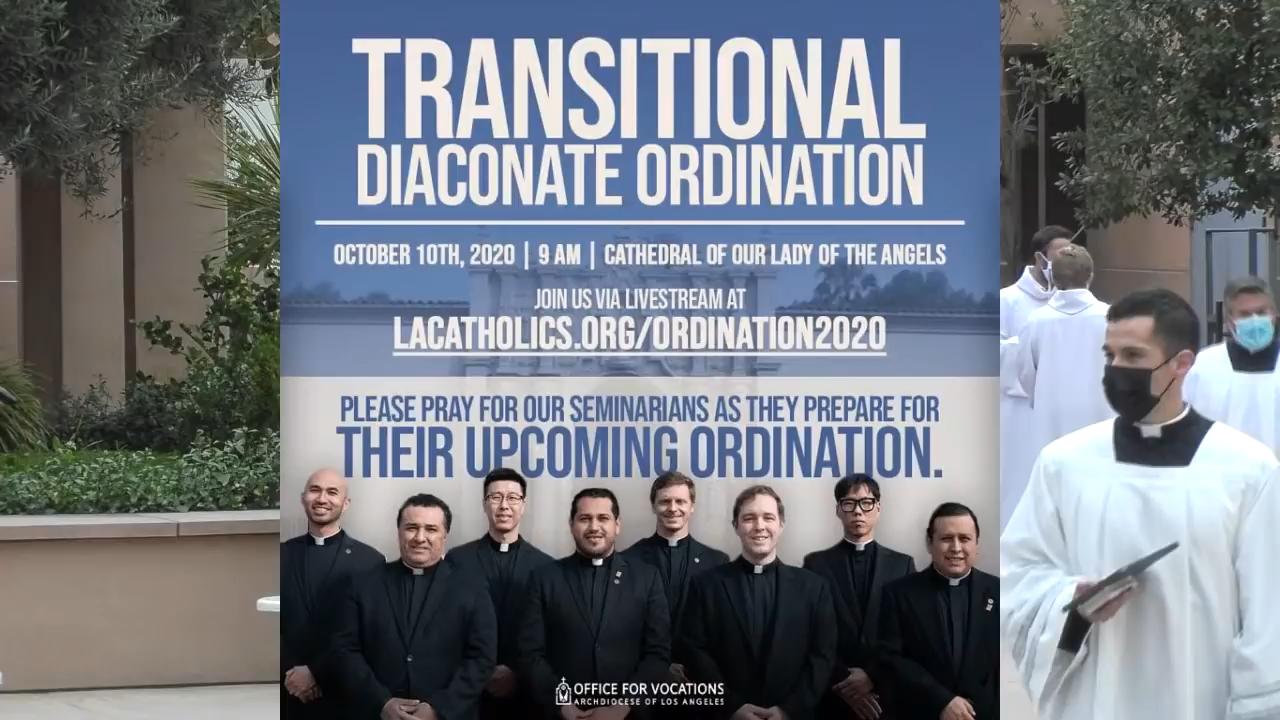 TRANSITIONAL
DIACONATE ORDINATION
OCTOBER 10TH, 2020 | 9 AM | CATHEDRAL OF OUR LADY OF THE ANGELS
JOIN US VIA LIVESTREAM AT
LACATHOLICS.ORG/ORDINATION2020
PLEASE PRAY FOR OUR SEMINARIANS AS THEY PREPARE FOR
THEIR UPCOMING ORDINATION.
OFFICE FOR VOCATIONS
ARCHDIOCESE OF LOS ANGELES